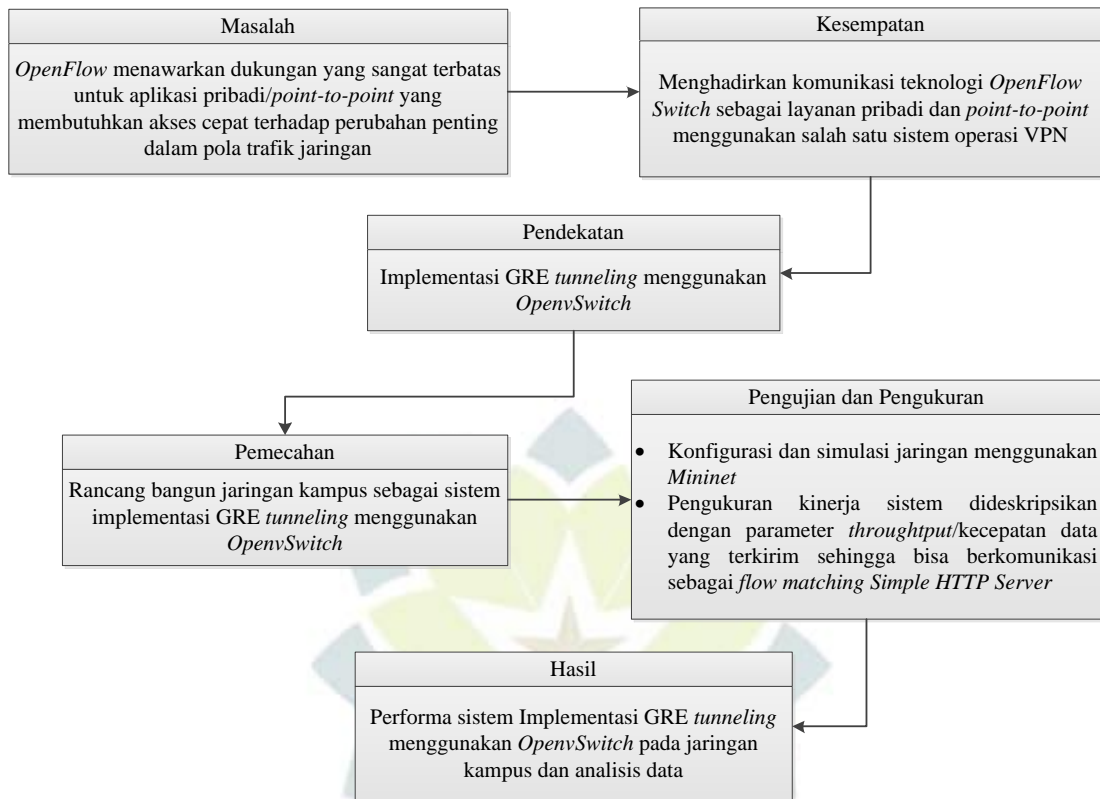 Masalah
OpenFlow menawarkan dukungan yang sangat terbatas
untuk aplikasi pribadi/point-to-point yang
membutuhkan akses cepat terhadap perubahan penting
dalam pola trafik jaringan
Kesempatan
Menghadirkan komunikasi teknologi OpenFlow
Switch sebagai layanan pribadi dan point-to-point
menggunakan salah satu sistem operasi VPN
Pendekatan
Implementasi GRE tunneling menggunakan
OpenvSwitch
Pemecahan
Rancang bangun jaringan kampus sebagai sistem
implementasi GRE tunneling menggunakan
OpenvSwitch
Pengujian dan Pengukuran
• Konfigurasi dan simulasi jaringan menggunakan
Mininet
• Pengukuran kinerja sistem dideskripsikan
dengan parameter throughtput/kecepatan data
yang terkirim sehingga bisa berkomunikasi
sebagai flow matching Simple HTTP Server
Hasil
Performa sistem Implementasi GRE tunneling
menggunakan OpenvSwitch pada jaringan
kampus dan analisis data